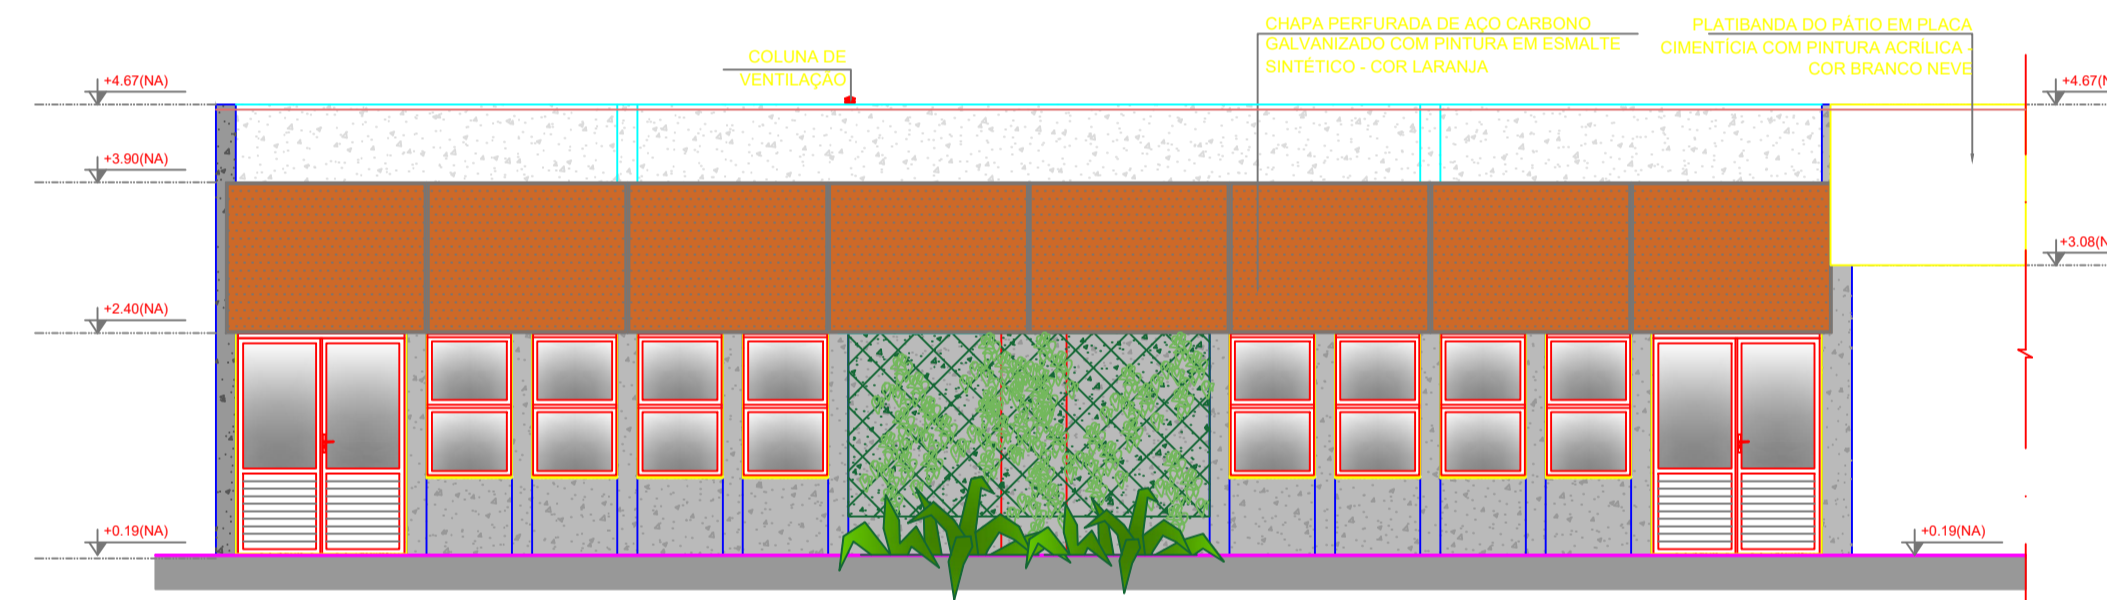 CHAPA PERFURADA DE AÇO CARBONO
GALVANIZADO COM PINTURA EM ESMALTE
SINTÉTICO - COR LARANJA
PLATIBANDA DO PÁTIO EM PLACA
CIMENTÍCIA COM PINTURA ACRÍLICA -
COR BRANCO NEVE
COLUNA DE
VENTILAÇÃO
+4.67(NA)
+4.67(N
+3.90(NA)
+3.08(N
+2.40(NA)
+0.19(NA)
+0.19(NA)